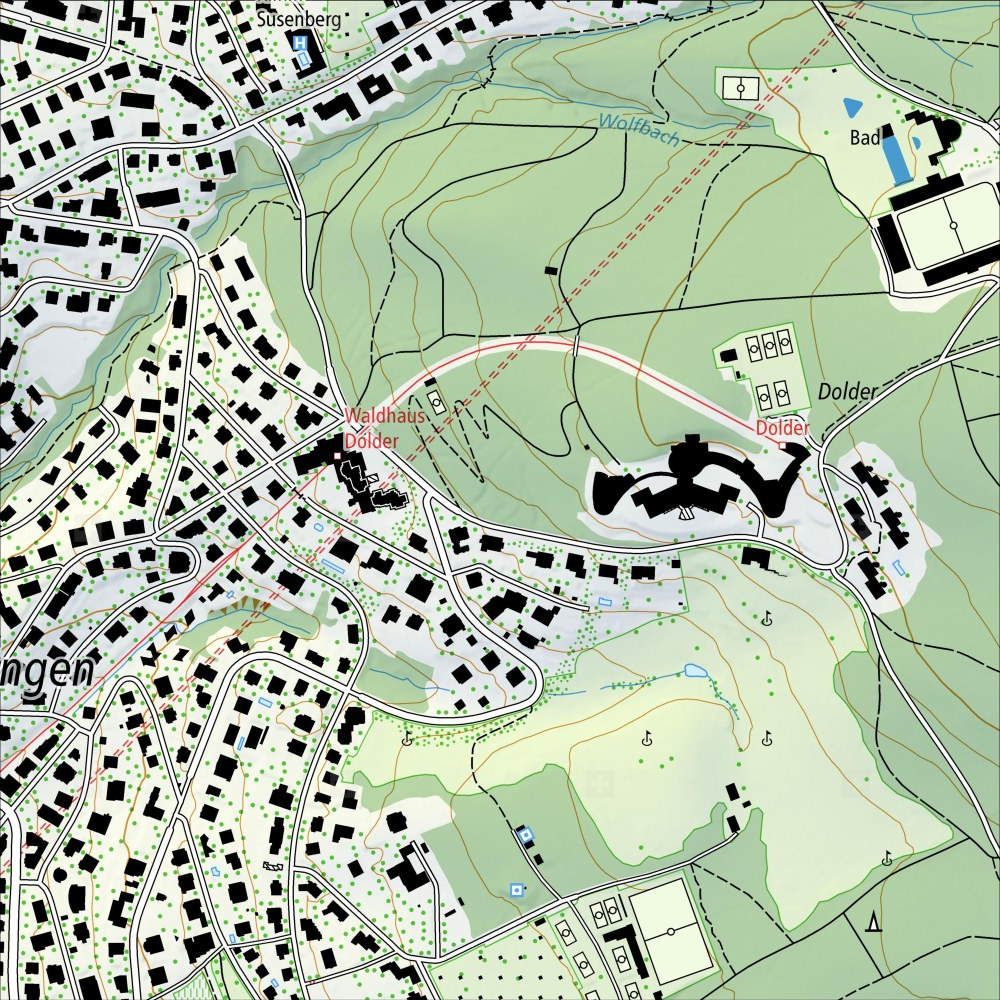 Susenberg
H
Wolfbach
Bad
Dolder
Waldhaus
Dolder
Dolder
ngen